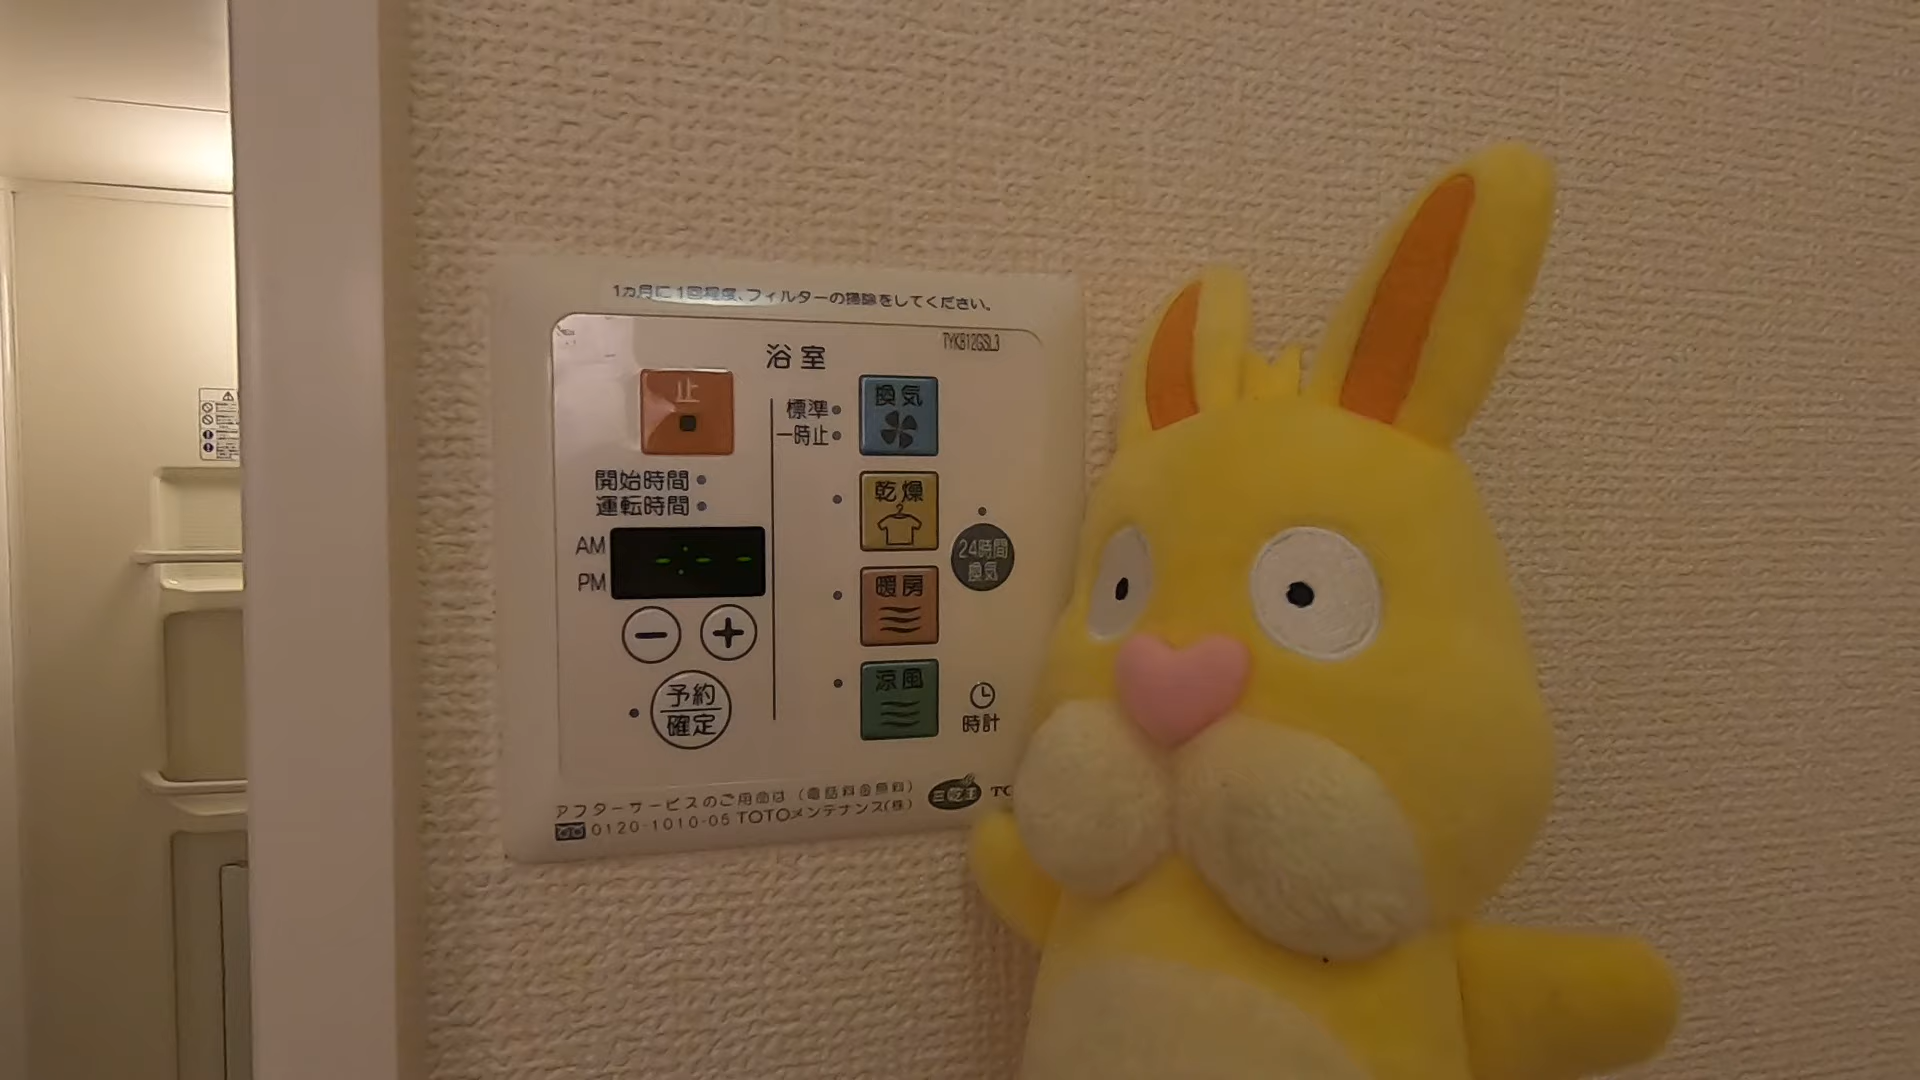 1カ月に1回程度、フィルターの掃除をしてください。
TYKB12GSL3
浴室
止
標準
一時止
換気
開始時間
運転時間
乾燥
AM
PM
24時間
換気
暖房
予約
確定
涼風
時計
アフターサービスのご用命は（電話料金無料）
0120-1010-05 TOTOメンテナンス(株)
三乾王